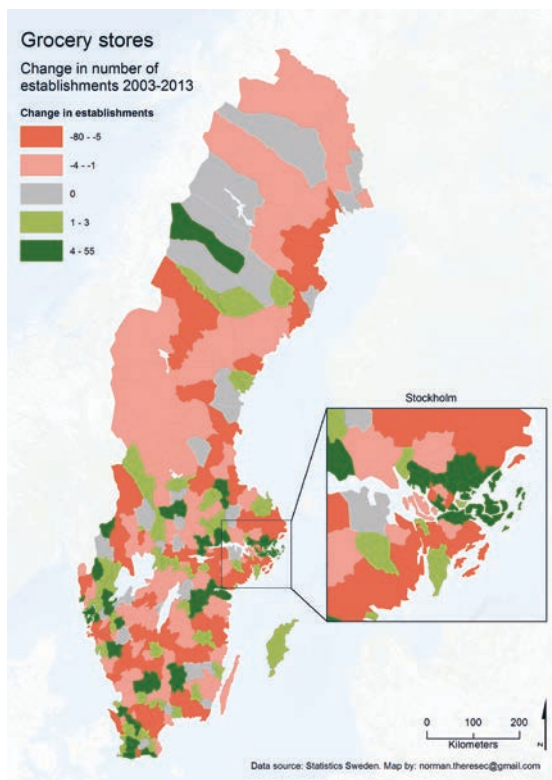 Grocery stores
Change in number of
establishments 2003-2013
Change in establishments
-80 - -5
-4 - -1
0
1 - 3
4 - 55
Stockholm
0 100 200
Kilometers
N
Data source: Statistics Sweden. Map by: norman.theresec@gmail.com